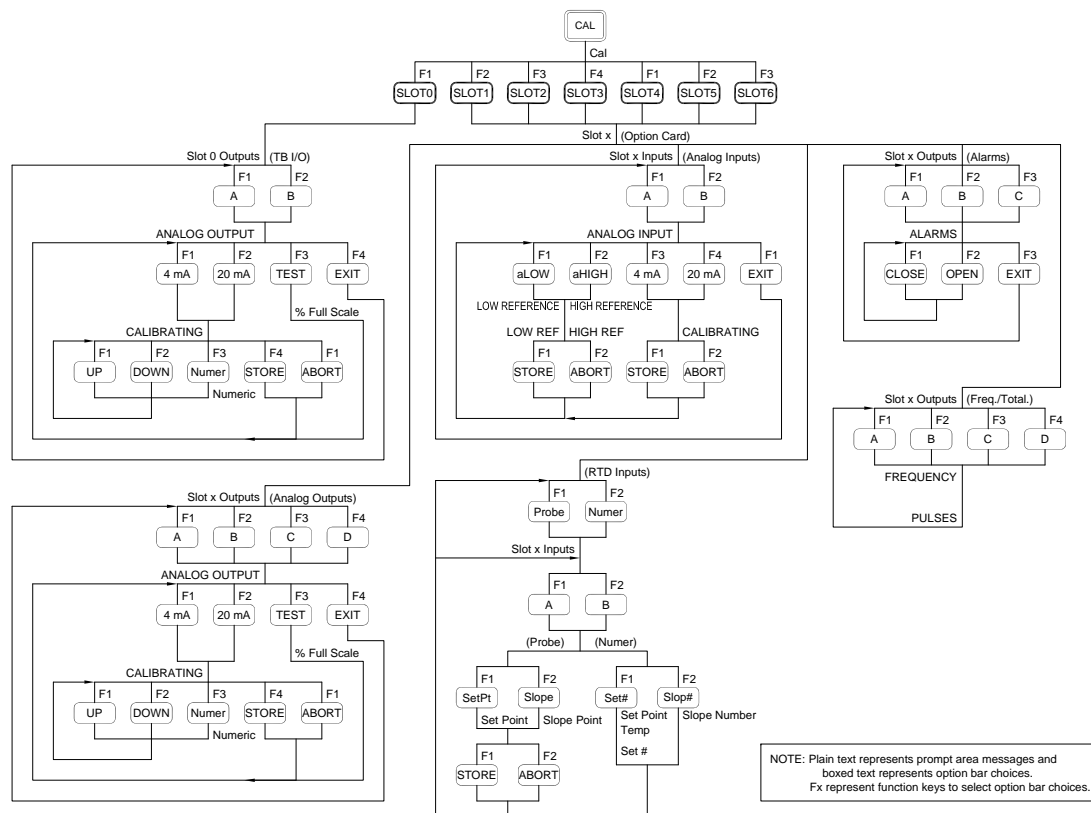 CAL
Cal
F1 F2 F3 F4 F1 F2 F3
SLOT0 SLOT1 SLOT2 SLOT3 SLOT4 SLOT5 SLOT6
Slot x (Option Card)
Slot 0 Outputs (TB I/O)
F1 F2
A B
ANALOG OUTPUT
F1 F2 F3 F4
4 mA 20 mA TEST EXIT
% Full Scale
CALIBRATING
F1 F2 F3 F4 F1
UP DOWN Numer STORE ABORT
Numeric
Slot x Inputs (Analog Inputs)
F1 F2
A B
ANALOG INPUT
F1 F2 F3 F4 F1
aLOW aHIGH 4 mA 20 mA EXIT
LOW REFERENCE HIGH REFERENCE
LOW REF HIGH REF CALIBRATING
F1 F2 F1 F2
STORE ABORT STORE ABORT
Slot x Outputs (Alarms)
F1 F2 F3
A B C
ALARMS
F1 F2 F3
CLOSE OPEN EXIT
Slot x Outputs (Freq./Total.)
F1 F2 F3 F4
A B C D
FREQUENCY
PULSES
Slot x Outputs (Analog Outputs)
F1 F2 F3 F4
A B C D
ANALOG OUTPUT
F1 F2 F3 F4
4 mA 20 mA TEST EXIT
% Full Scale
CALIBRATING
F1 F2 F3 F4 F1
UP DOWN Numer STORE ABORT
Numeric
(RTD Inputs)
F1 F2
Probe Numer
Slot x Inputs
F1 F2
A B
(Probe) (Numer)
F1 F2 F1 F2
SetPt Slope Set# Slop#
Set Point Slope Point Set Point Slope Number
Temp
Set #
F1 F2
STORE ABORT
NOTE: Plain text represents prompt area messages and
boxed text represents option bar choices.
Fx represent function keys to select option bar choices.